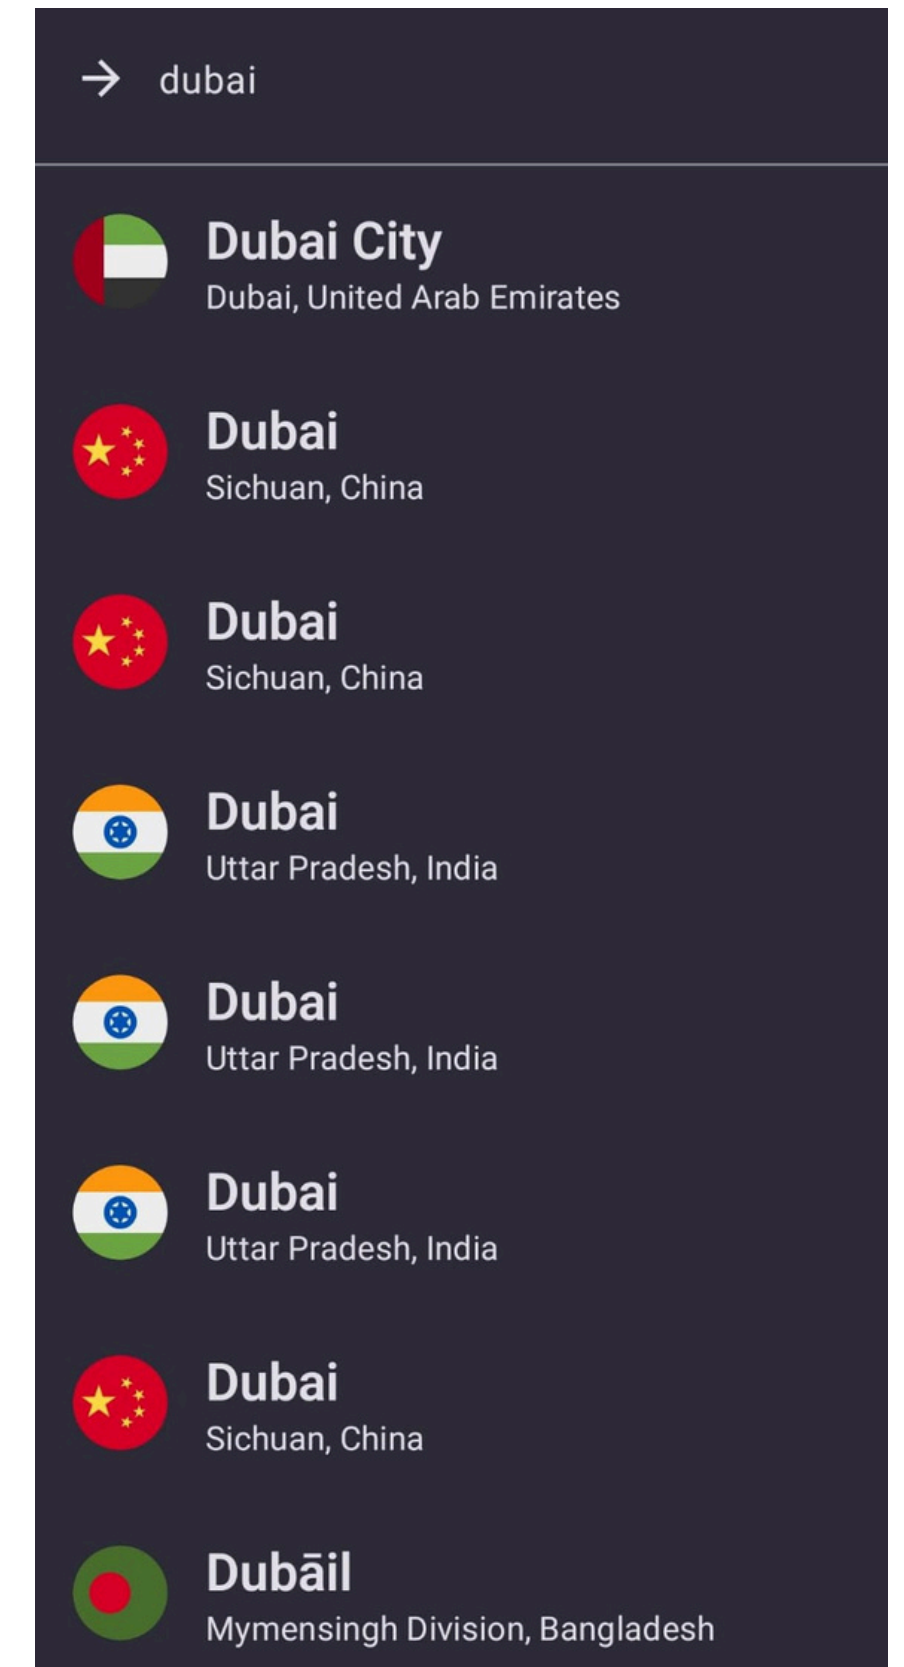 dubai
Dubai City
Dubai, United Arab Emirates
Dubai
Sichuan, China
Dubai
Sichuan, China
Dubai
Uttar Pradesh, India
Dubai
Uttar Pradesh, India
Dubai
Uttar Pradesh, India
Dubai
Sichuan, China
Dubāil
Mymensingh Division, Bangladesh